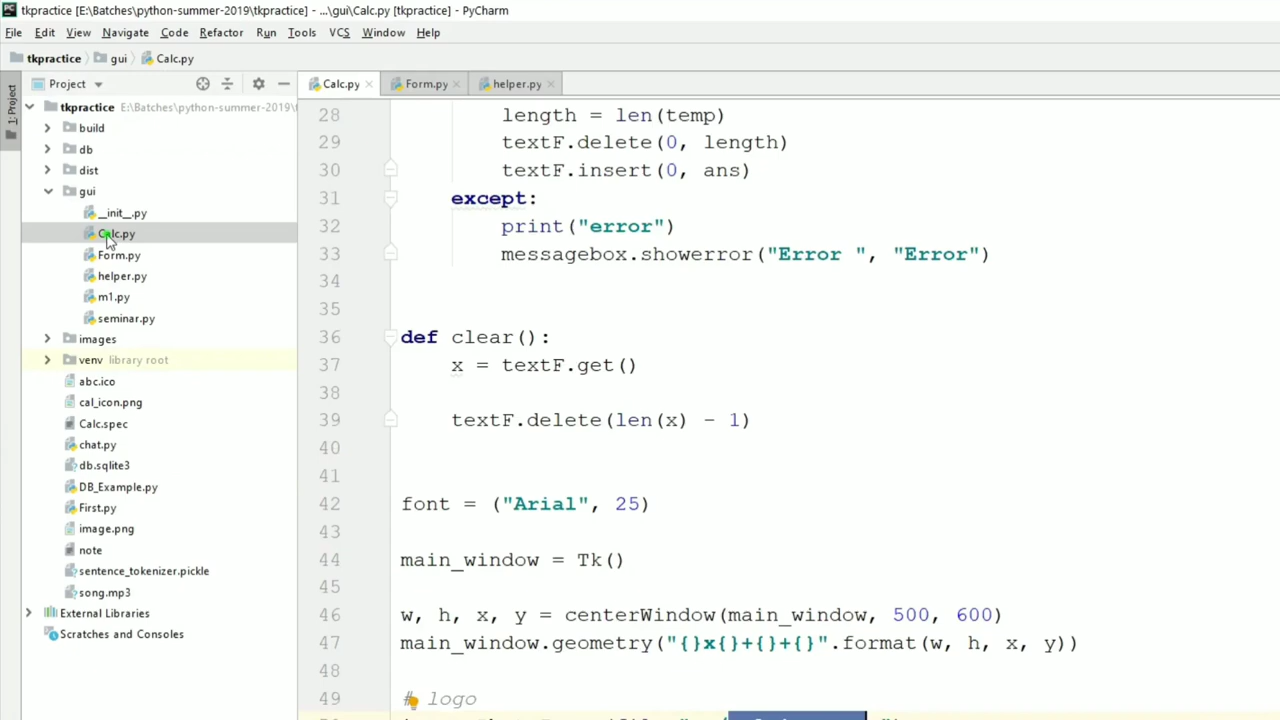 tkpractice [E:\Batches\python-summer-2019\tkpractice] - ...\gui\Calc.py [tkpractice] - PyCharm
File Edit View Navigate Code Refactor Run Tools VCS Window Help
tkpractice gui Calc.py
1: Project
Project
tkpractice E:\Batches\python-summer-2019\t
build
db
dist
gui
__init__.py
Calc.py
Form.py
helper.py
m1.py
seminar.py
images
venv library root
abc.ico
cal_icon.png
Calc.spec
chat.py
db.sqlite3
DB_Example.py
First.py
image.png
note
sentence_tokenizer.pickle
song.mp3
External Libraries
Scratches and Consoles
Calc.py Form.py helper.py
28 length = len(temp)
29 textF.delete(0, length)
30 textF.insert(0, ans)
31 except:
32 print("error")
33 messagebox.showerror("Error ", "Error")
34
35
36 def clear():
37 x = textF.get()
38
39 textF.delete(len(x) - 1)
40
41
42 font = ("Arial", 25)
43
44 main_window = Tk()
45
46 w, h, x, y = centerWindow(main_window, 500, 600)
47 main_window.geometry("{}x{}+{}+{}".format(w, h, x, y))
48
49 # logo